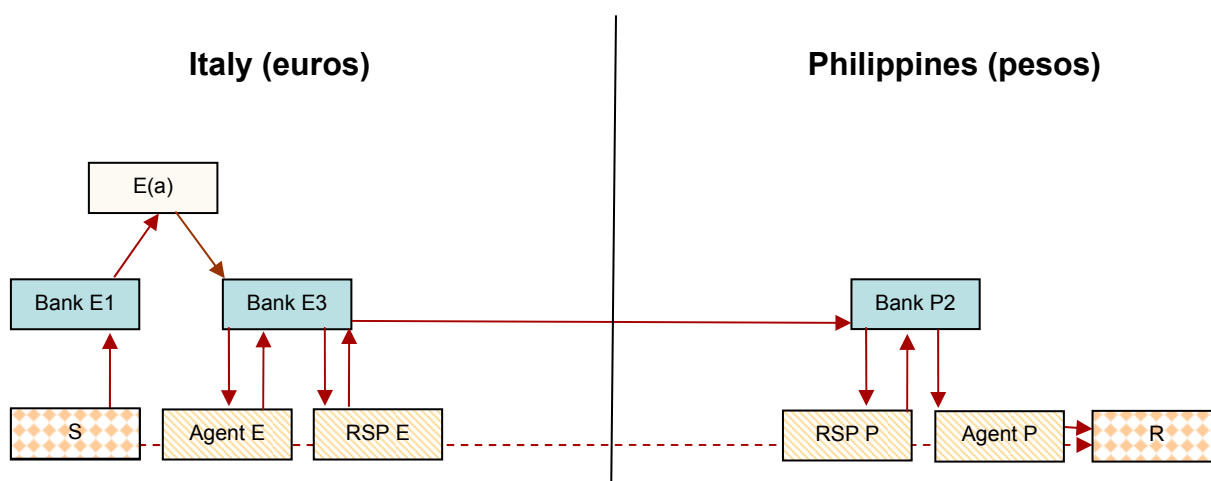 Italy (euros)
Philippines (pesos)
E(a)
Bank E1
Bank E3
Bank P2
S
Agent E
RSP E
RSP P
Agent P
R